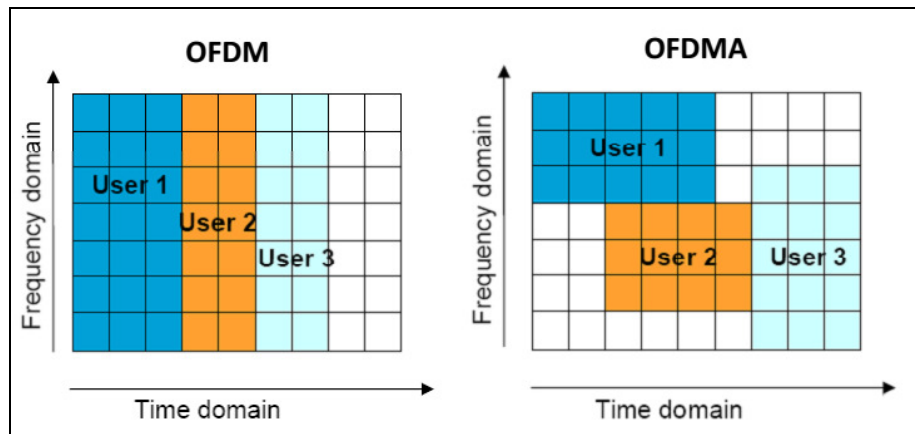 OFDM
Frequency domain
User 1
User 2
User 3
Time domain
OFDMA
Frequency domain
User 1
User 2
User 3
Time domain